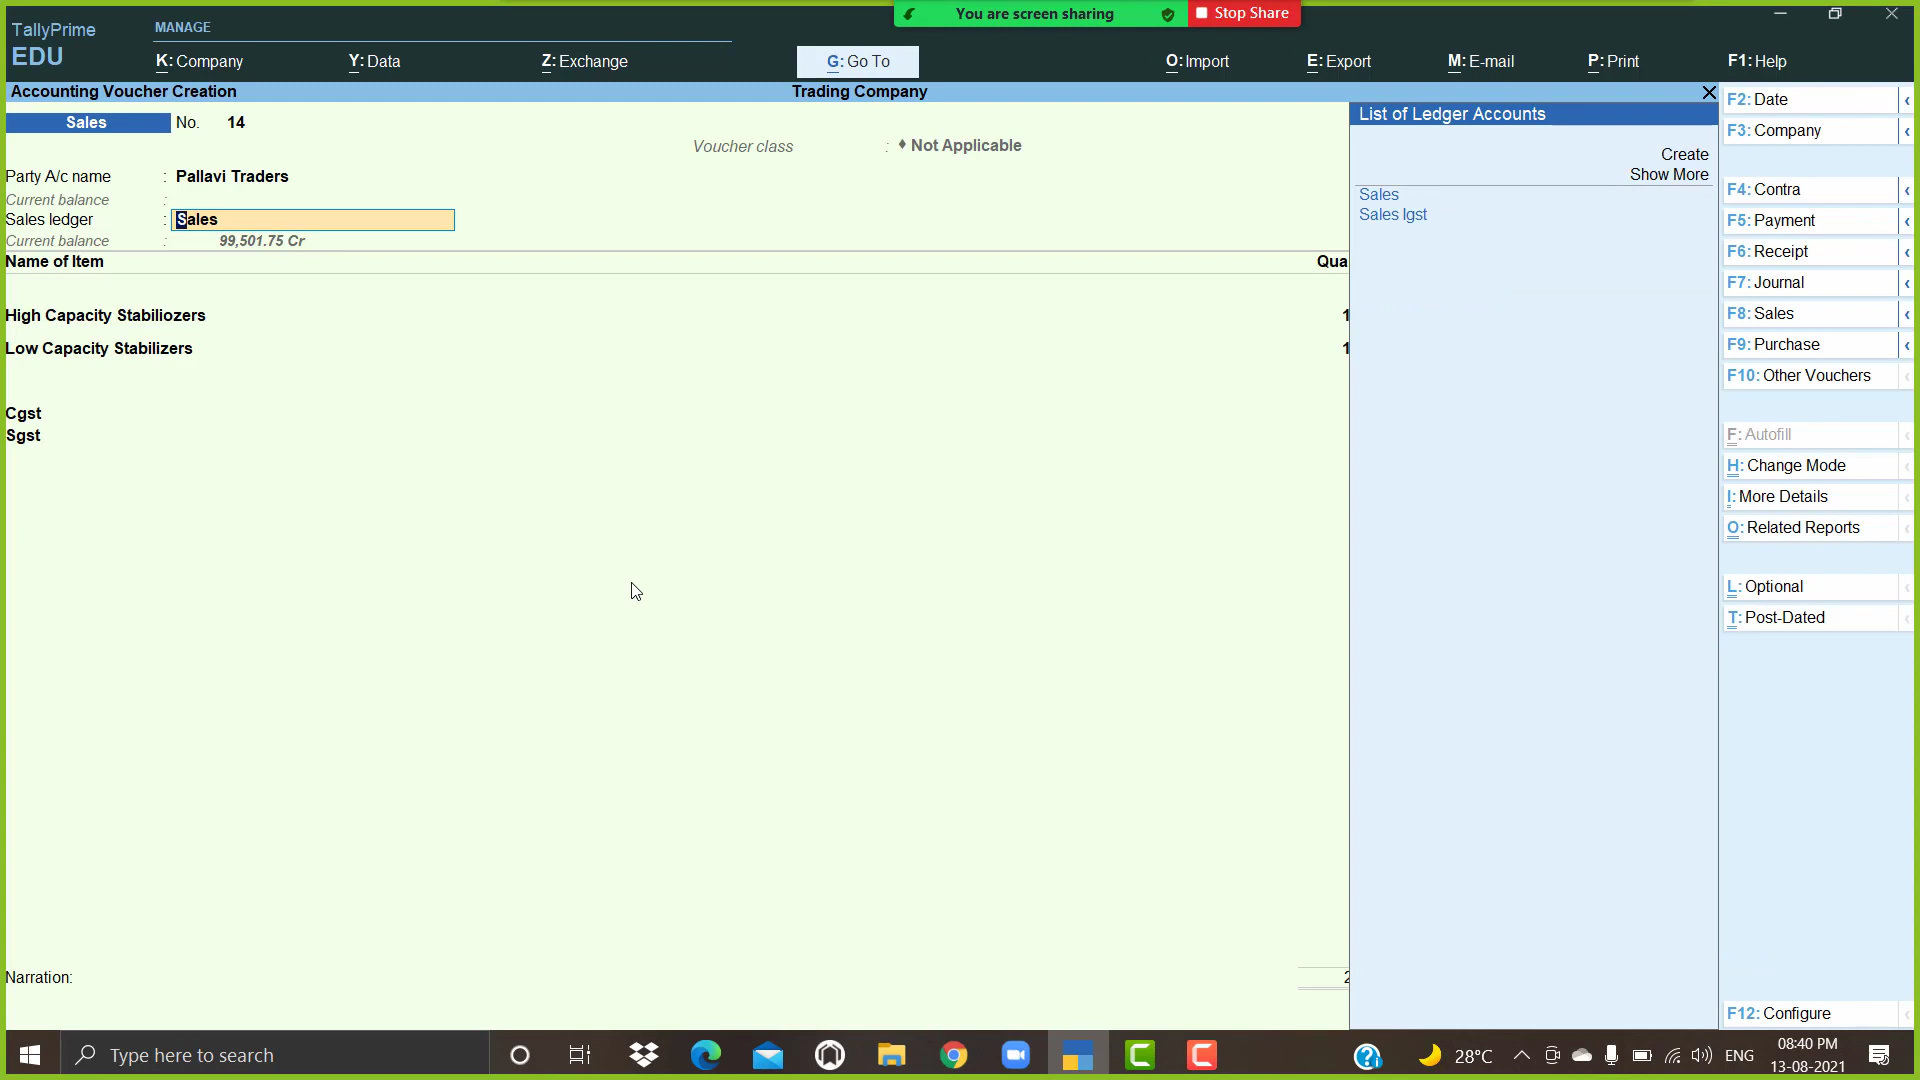 You are screen sharing
Stop Share
TallyPrime
EDU
MANAGE
K: Company
Y: Data
Z: Exchange
G: Go To
O: Import
E: Export
M: E-mail
P: Print
F1: Help
Accounting Voucher Creation
Trading Company
Sales No. 14
Voucher class : ♦ Not Applicable
Party A/c name : Pallavi Traders
Current balance :
Sales ledger : Sales
Current balance : 99,501.75 Cr
Name of Item
Qua
High Capacity Stabiliozers 1
Low Capacity Stabilizers 1
Cgst
Sgst
Narration:
2
List of Ledger Accounts
Create
Show More
Sales
Sales Igst
F2: Date
F3: Company
F4: Contra
F5: Payment
F6: Receipt
F7: Journal
F8: Sales
F9: Purchase
F10: Other Vouchers
F: Autofill
H: Change Mode
I: More Details
O: Related Reports
L: Optional
T: Post-Dated
F12: Configure
Type here to search
28°C
ENG
08:40 PM
13-08-2021